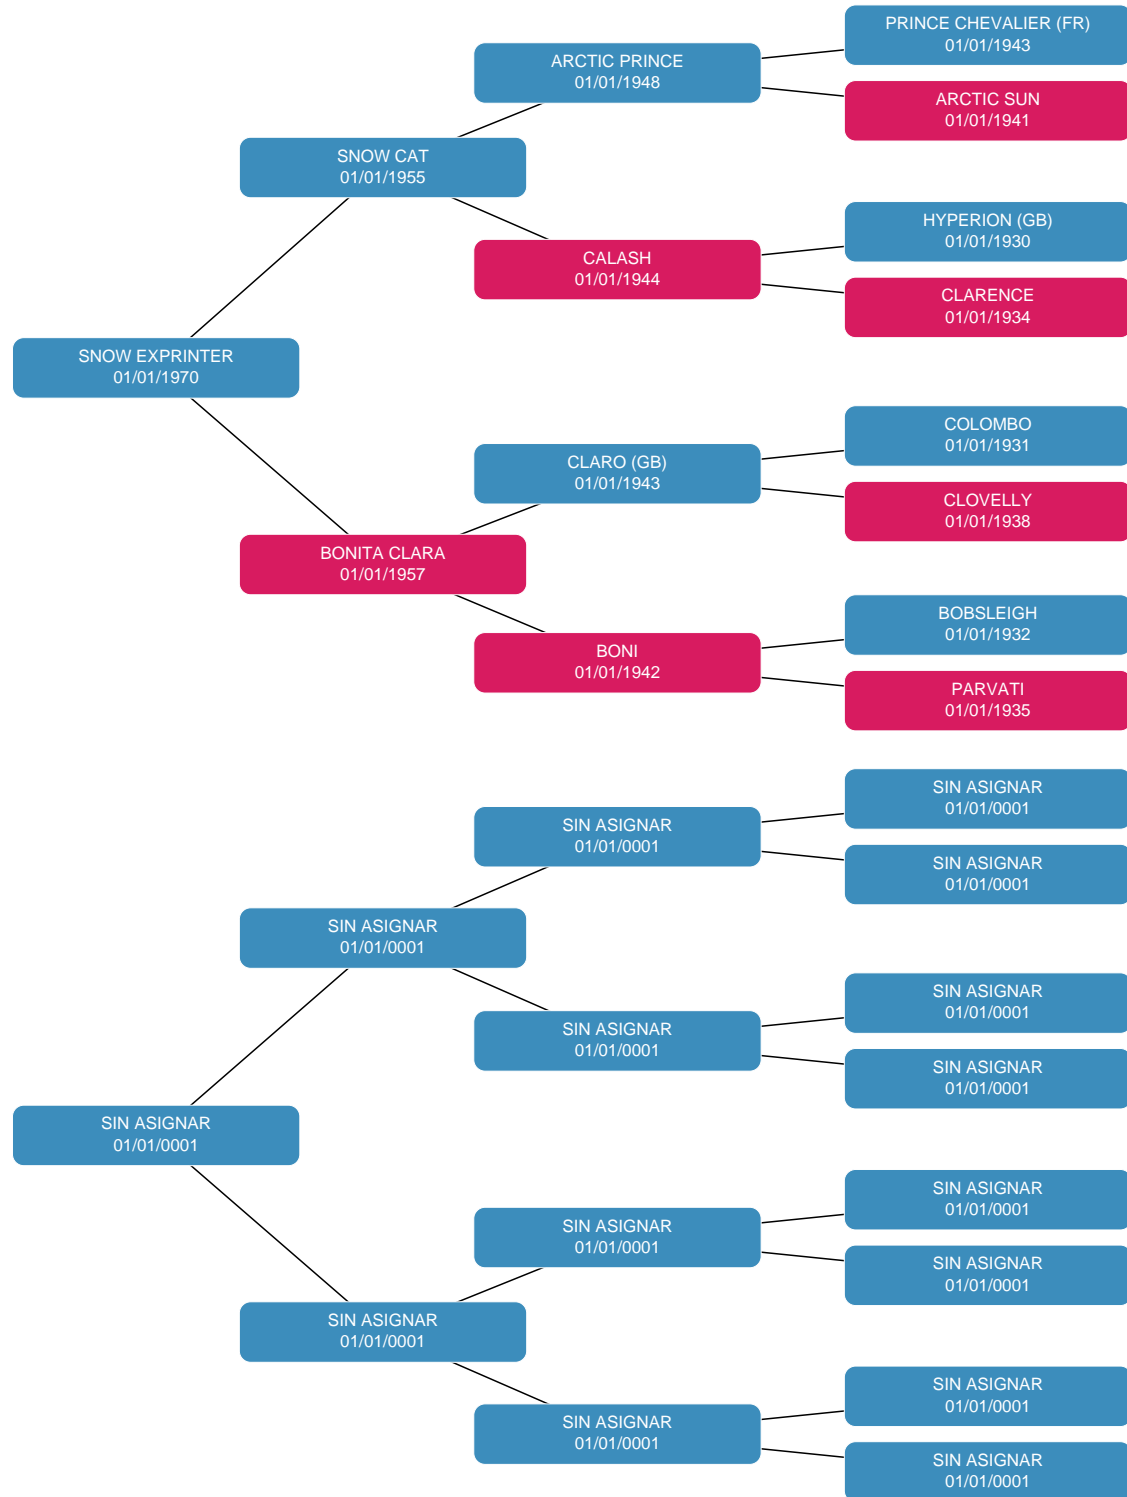 PRINCE CHEVALIER (FR)
01/01/1943
ARCTIC PRINCE
01/01/1948
ARCTIC SUN
01/01/1941
SNOW CAT
01/01/1955
HYPERION (GB)
01/01/1930
CALASH
01/01/1944
CLARENCE
01/01/1934
SNOW EXPRINTER
01/01/1970
COLOMBO
01/01/1931
CLARO (GB)
01/01/1943
CLOVELLY
01/01/1938
BONITA CLARA
01/01/1957
BOBSLEIGH
01/01/1932
BONI
01/01/1942
PARVATI
01/01/1935
SIN ASIGNAR
01/01/0001
SIN ASIGNAR
01/01/0001
SIN ASIGNAR
01/01/0001
SIN ASIGNAR
01/01/0001
SIN ASIGNAR
01/01/0001
SIN ASIGNAR
01/01/0001
SIN ASIGNAR
01/01/0001
SIN ASIGNAR
01/01/0001
SIN ASIGNAR
01/01/0001
SIN ASIGNAR
01/01/0001
SIN ASIGNAR
01/01/0001
SIN ASIGNAR
01/01/0001
SIN ASIGNAR
01/01/0001
SIN ASIGNAR
01/01/0001
SIN ASIGNAR
01/01/0001